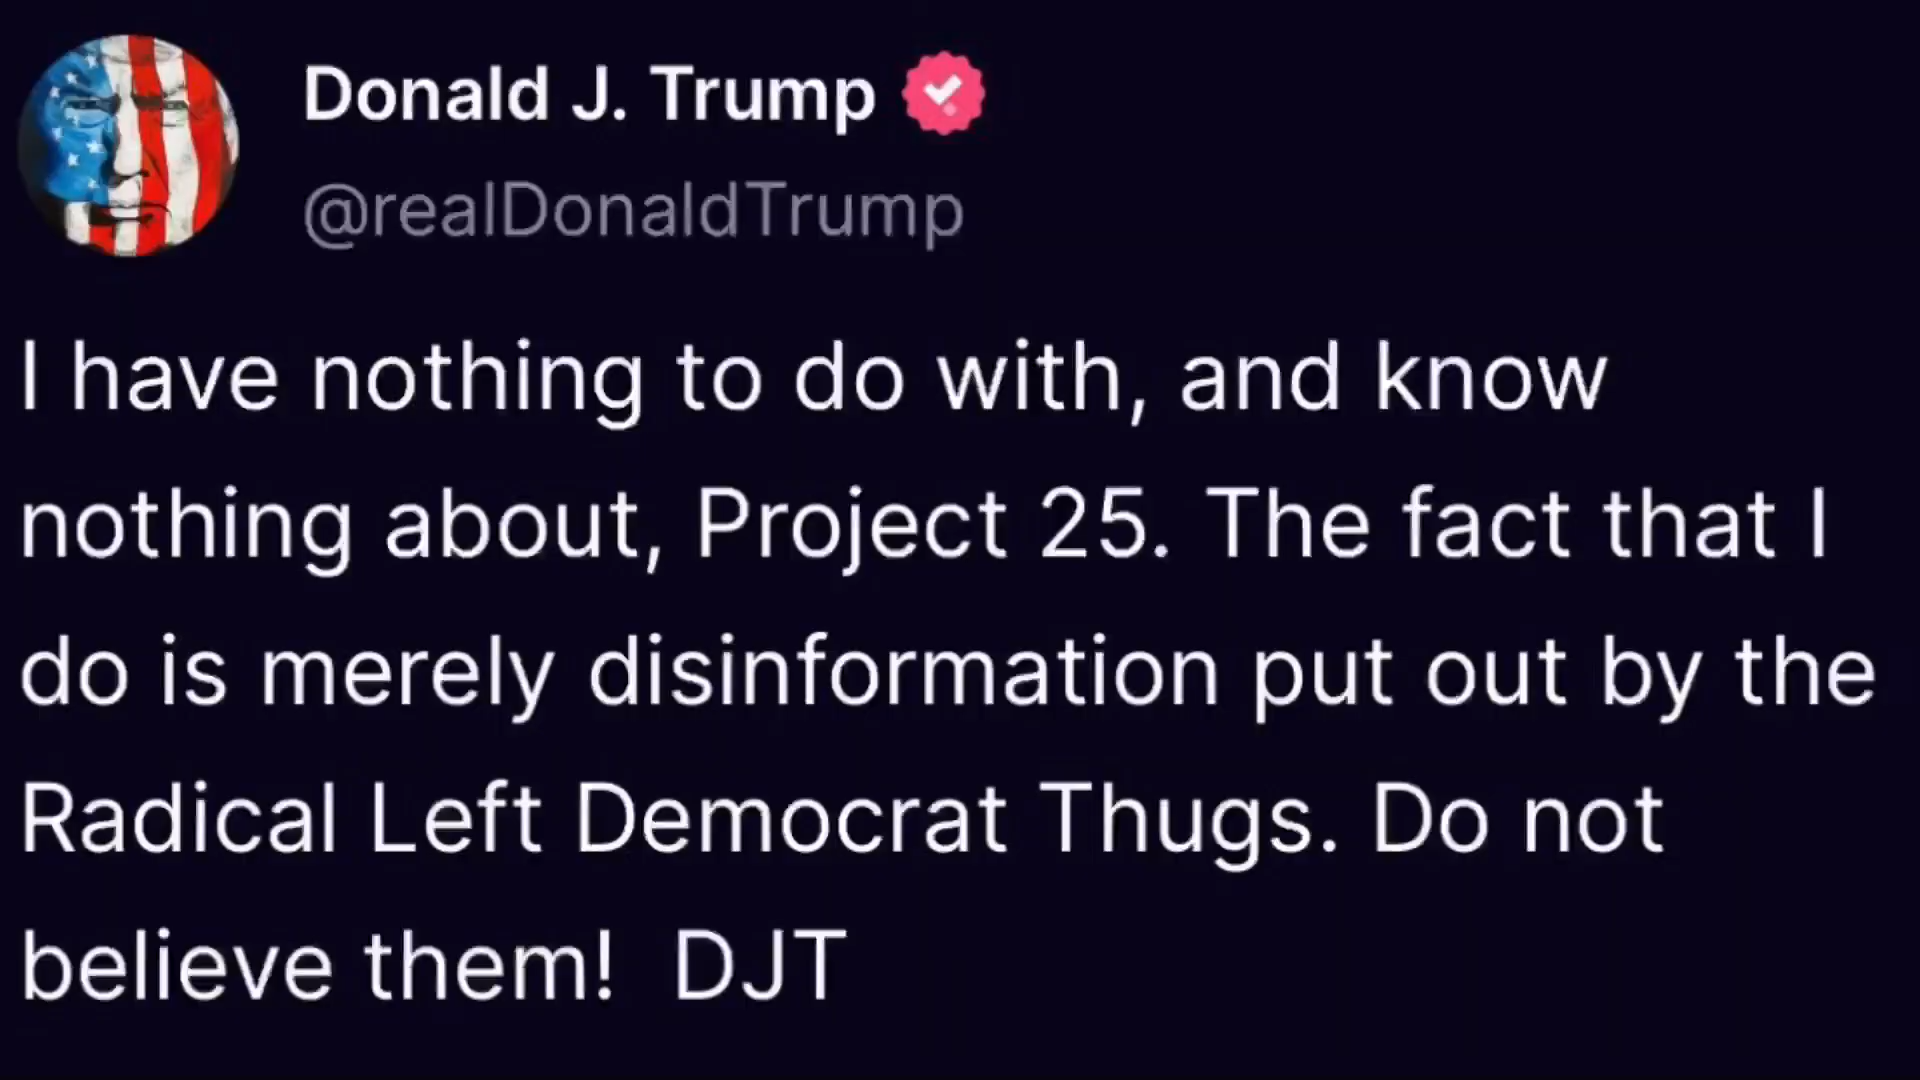 Donald J. Trump
@realDonaldTrump
I have nothing to do with, and know
nothing about, Project 25. The fact that I
do is merely disinformation put out by the
Radical Left Democrat Thugs. Do not
believe them!  DJT